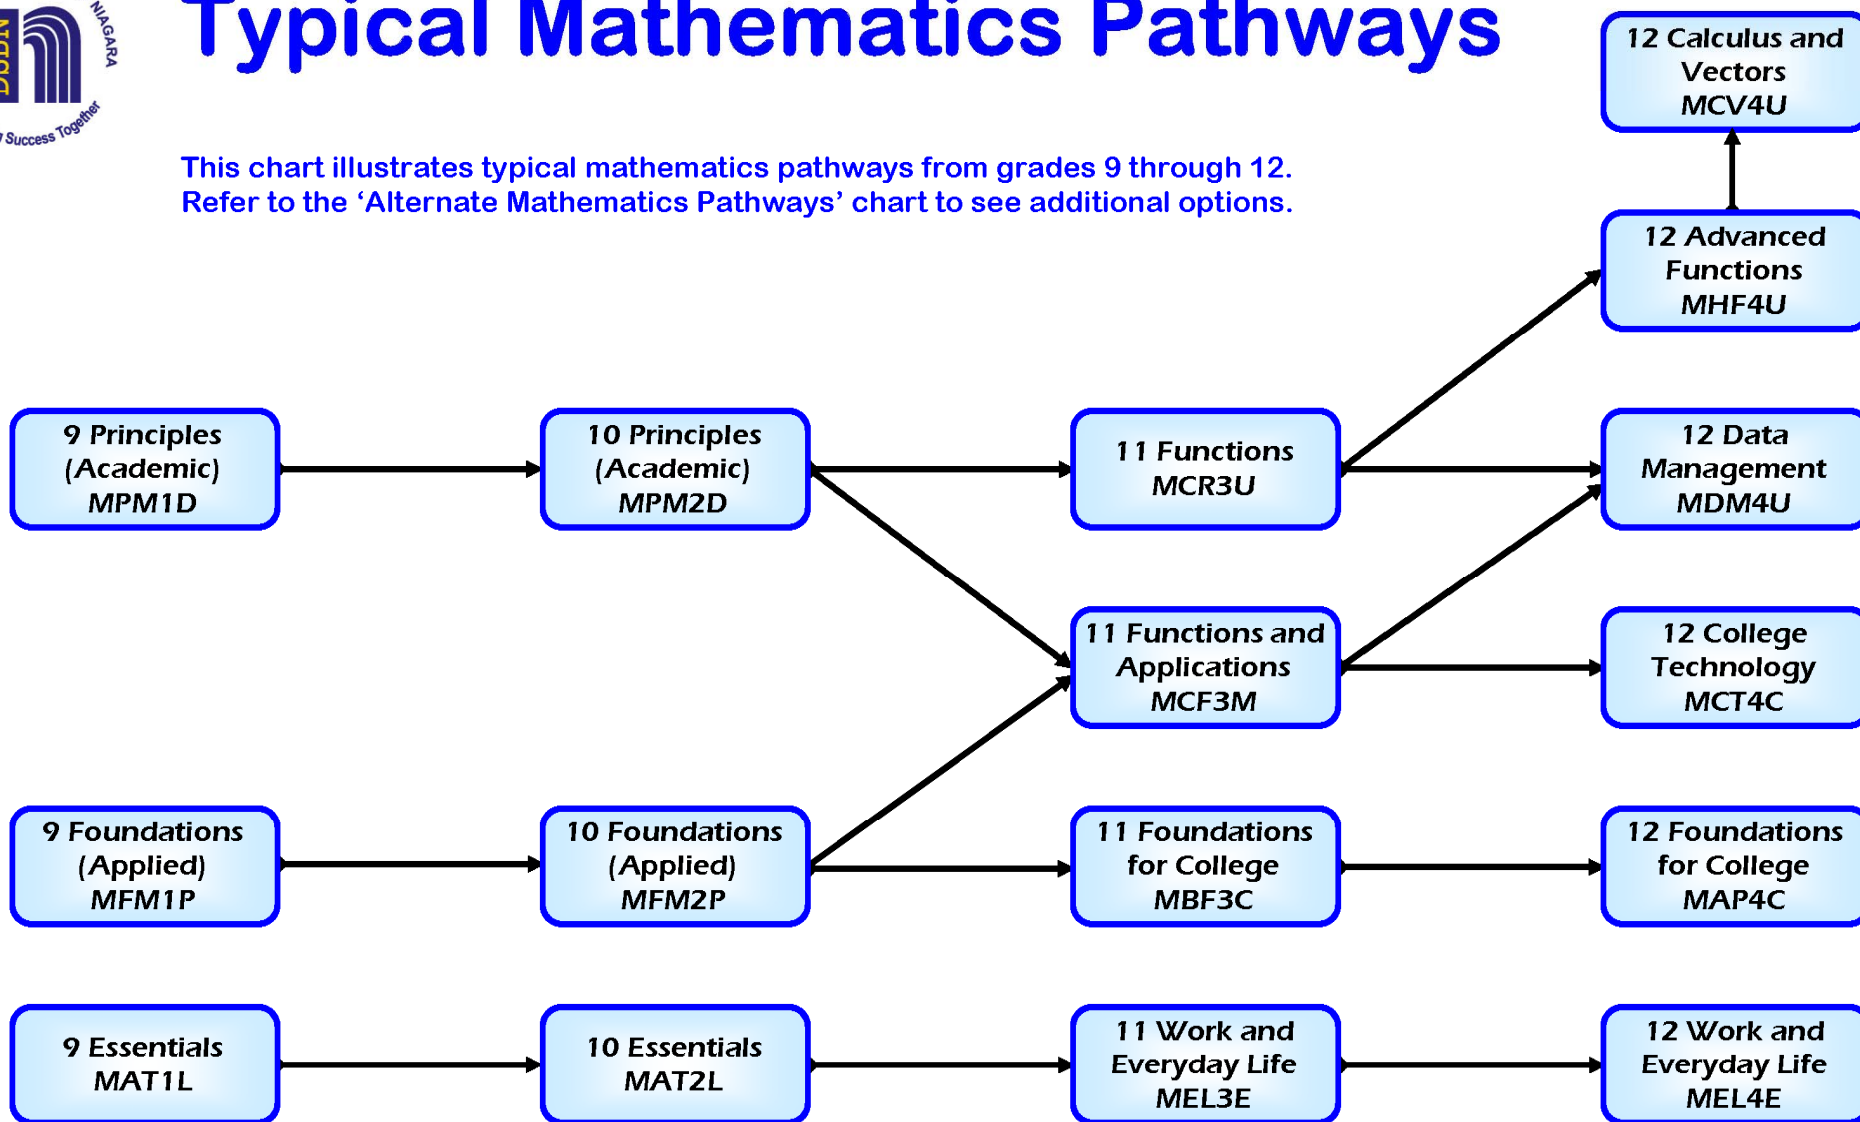 DSBN
NIAGARA
Success Together
Typical Mathematics Pathways
This chart illustrates typical mathematics pathways from grades 9 through 12.
Refer to the ‘Alternate Mathematics Pathways’ chart to see additional options.
12 Calculus and
Vectors
MCV4U
12 Advanced
Functions
MHF4U
9 Principles
(Academic)
MPM1D
10 Principles
(Academic)
MPM2D
11 Functions
MCR3U
12 Data
Management
MDM4U
11 Functions and
Applications
MCF3M
12 College
Technology
MCT4C
9 Foundations
(Applied)
MFM1P
10 Foundations
(Applied)
MFM2P
11 Foundations
for College
MBF3C
12 Foundations
for College
MAP4C
9 Essentials
MAT1L
10 Essentials
MAT2L
11 Work and
Everyday Life
MEL3E
12 Work and
Everyday Life
MEL4E